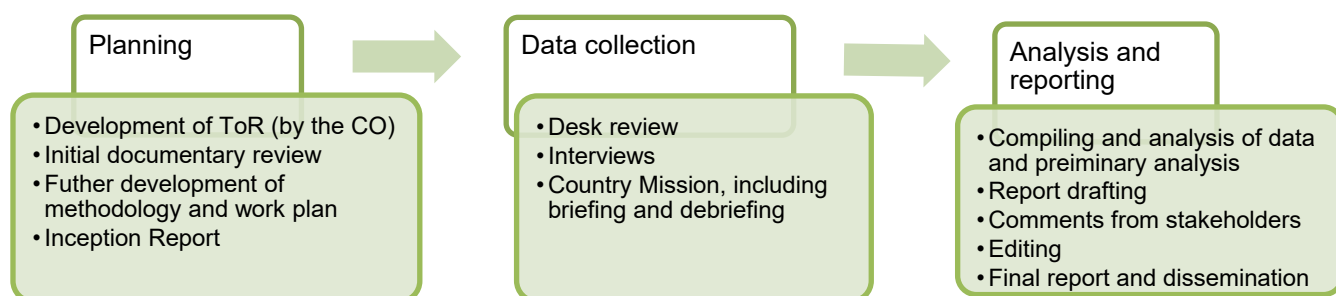 Planning
• Development of ToR (by the CO)
• Initial documentary review
• Futher development of
methodology and work plan
• Inception Report
Data collection
• Desk review
• Interviews
• Country Mission, including
briefing and debriefing
Analysis and
reporting
• Compiling and analysis of data
and preiminary analysis
• Report drafting
• Comments from stakeholders
• Editing
• Final report and dissemination